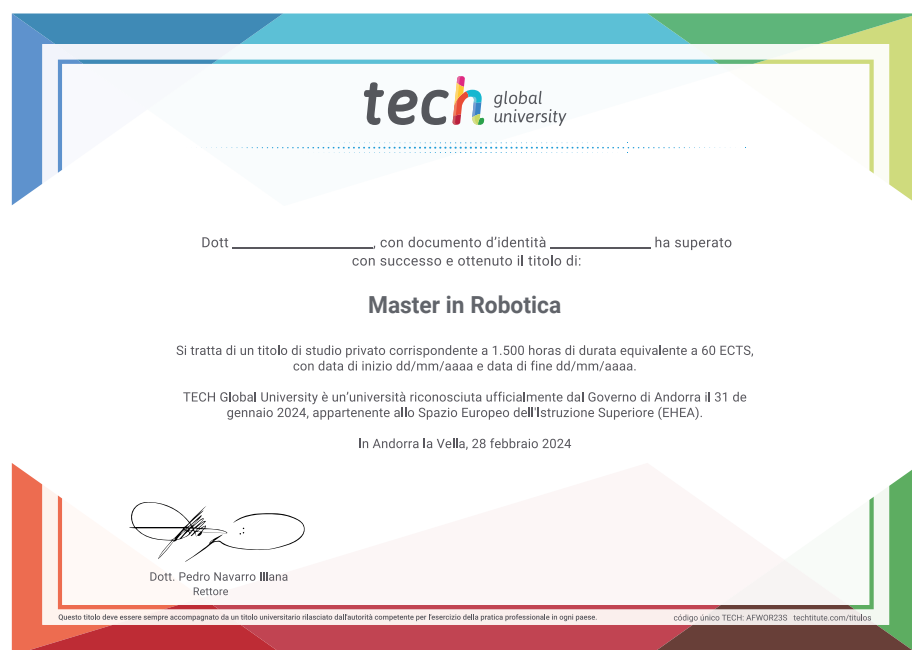 tech global university
Dott ____________, con documento d'identità ____________ ha superato
con successo e ottenuto il titolo di:
Master in Robotica
Si tratta di un titolo di studio privato corrispondente a 1.500 horas di durata equivalente a 60 ECTS,
con data di inizio dd/mm/aaaa e data di fine dd/mm/aaaa.
TECH Global University è un'università riconosciuta ufficialmente dal Governo di Andorra il 31 de
gennaio 2024, appartenente allo Spazio Europeo dell'Istruzione Superiore (EHEA).
In Andorra la Vella, 28 febbraio 2024
Dott. Pedro Navarro Illana
Rettore
Questo titolo deve essere sempre accompagnato da un titolo universitario rilasciato dall'autorità competente per l'esercizio della pratica professionale in ogni paese.
código único TECH: AFWOR23S techtitute.com/titulos